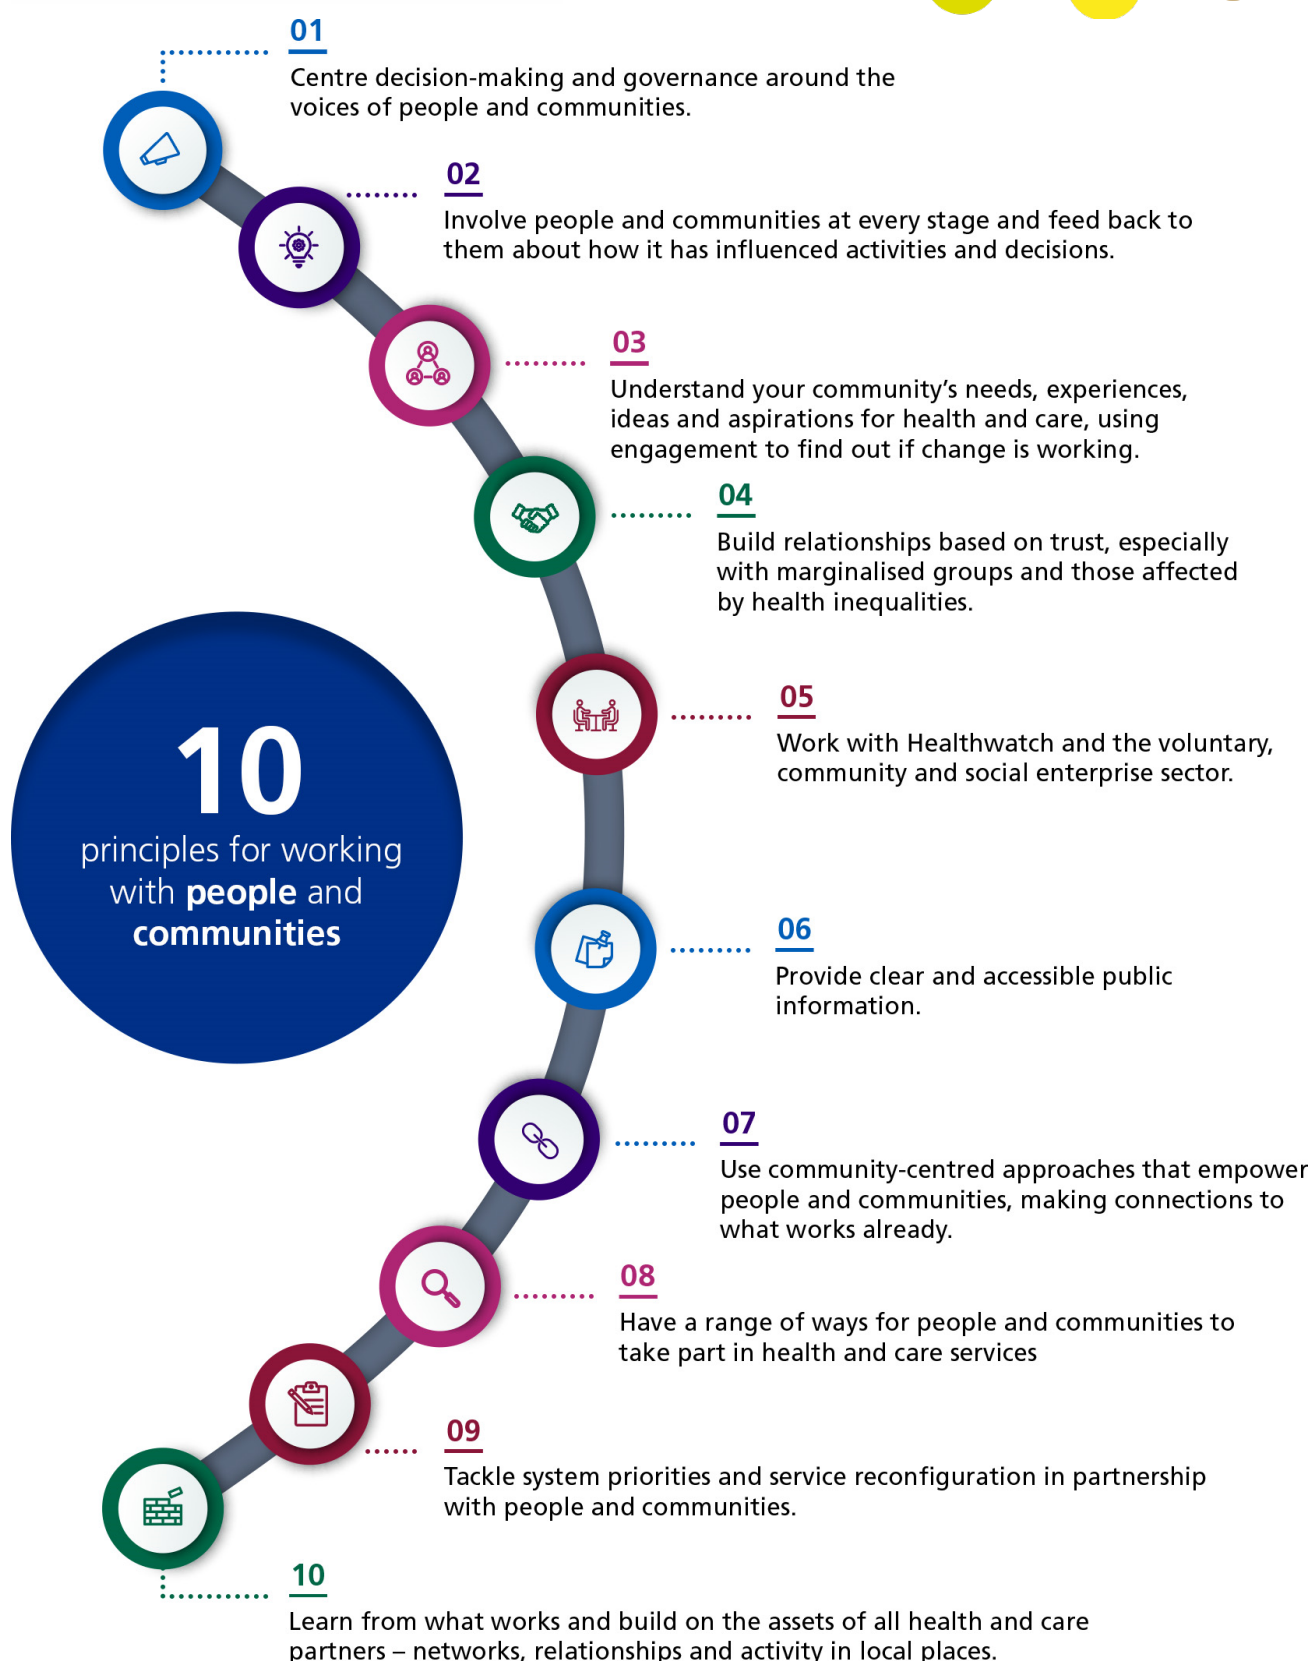 01
Centre decision-making and governance around the
voices of people and communities.
02
Involve people and communities at every stage and feed back to
them about how it has influenced activities and decisions.
03
Understand your community’s needs, experiences,
ideas and aspirations for health and care, using
engagement to find out if change is working.
04
Build relationships based on trust, especially
with marginalised groups and those affected
by health inequalities.
05
Work with Healthwatch and the voluntary,
community and social enterprise sector.
10
principles for working
with people and
communities
06
Provide clear and accessible public
information.
07
Use community-centred approaches that empower
people and communities, making connections to
what works already.
08
Have a range of ways for people and communities to
take part in health and care services
09
Tackle system priorities and service reconfiguration in partnership
with people and communities.
10
Learn from what works and build on the assets of all health and care
partners – networks, relationships and activity in local places.